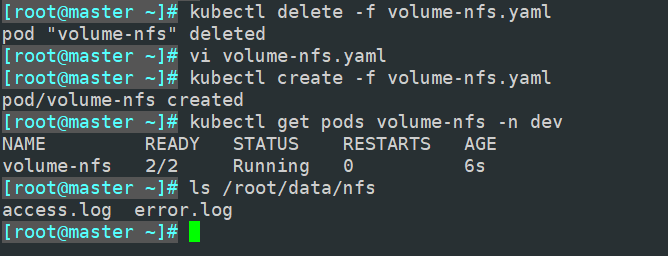 [root@master ~]# kubectl delete -f volume-nfs.yaml
pod "volume-nfs" deleted
[root@master ~]# vi volume-nfs.yaml
[root@master ~]# kubectl create -f volume-nfs.yaml
pod/volume-nfs created
[root@master ~]# kubectl get pods volume-nfs -n dev
NAME         READY   STATUS    RESTARTS   AGE
volume-nfs   2/2     Running   0          6s
[root@master ~]# ls /root/data/nfs
access.log  error.log
[root@master ~]#